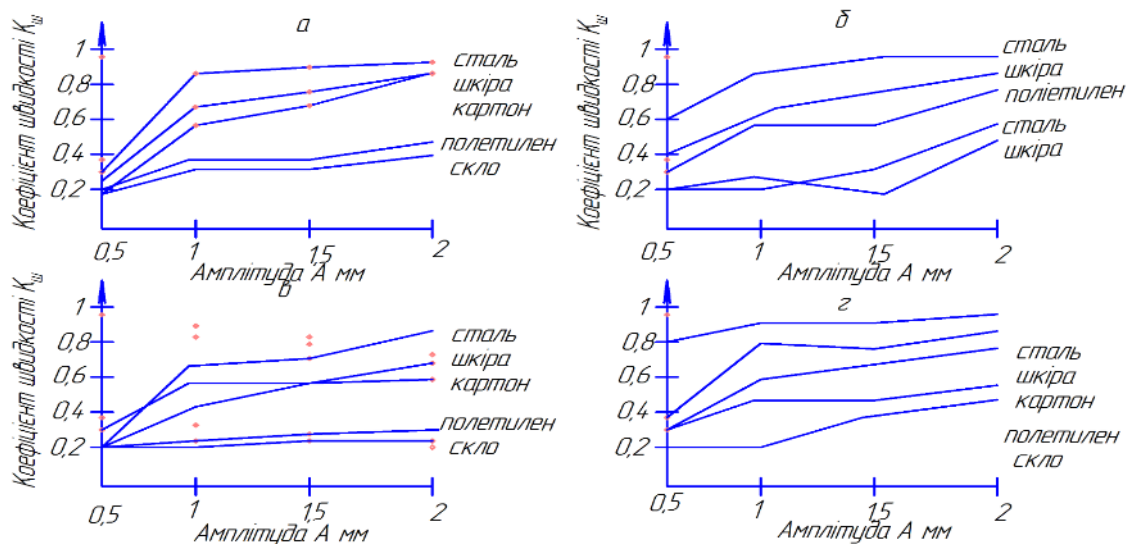 Коефіцієнт швидкості Кш
а
1
0,8
0,6
0,4
0,2
0,5
1
1,5
2
Амплітуда А мм
сталь
шкіра
картон
полетилен
скло
Коефіцієнт швидкості Кш
б
1
0,8
0,6
0,4
0,2
0,5
1
1,5
2
Амплітуда А мм
сталь
шкіра
поліетилен
сталь
шкіра
Коефіцієнт швидкості Кш
в
1
0,8
0,6
0,4
0,2
0,5
1
1,5
2
Амплітуда А мм
сталь
шкіра
картон
полетилен
скло
г
1
0,8
0,6
0,4
0,2
0,5
1
1,5
2
Амплітуда А мм
сталь
шкіра
картон
полетилен
скло